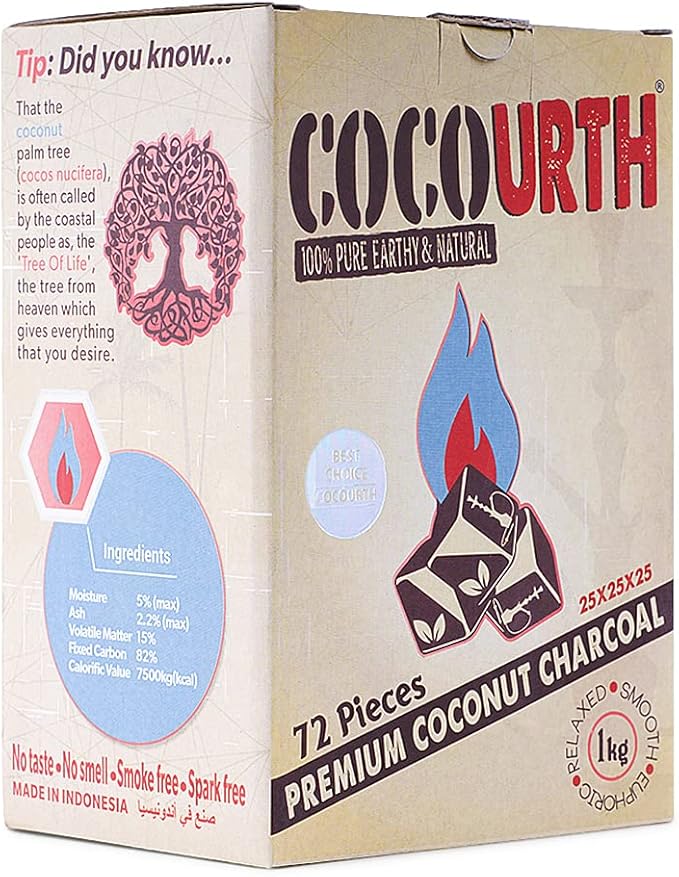 Tip: Did you know...
That the
coconut
palm tree
(cocos nucifera),
is often called
by the coastal
people as, the
'Tree Of Life',
the tree from
heaven which
gives everything
that you desire.
Ingredients
Moisture 5% (max)
Ash 2.2% (max)
Volatile Matter 15%
Fixed Carbon 82%
Calorific Value 7500kg(kcal)
No taste • No smell • Smoke free • Spark free
MADE IN INDONESIA صنع في أندونيسيا
COCOURTH®
100% PURE EARTHY & NATURAL
BEST
CHOICE
COCOURTH
25X25X25
72 Pieces
PREMIUM COCONUT CHARCOAL
RELAXED • SMOOTH • EUPHORIC •
1kg